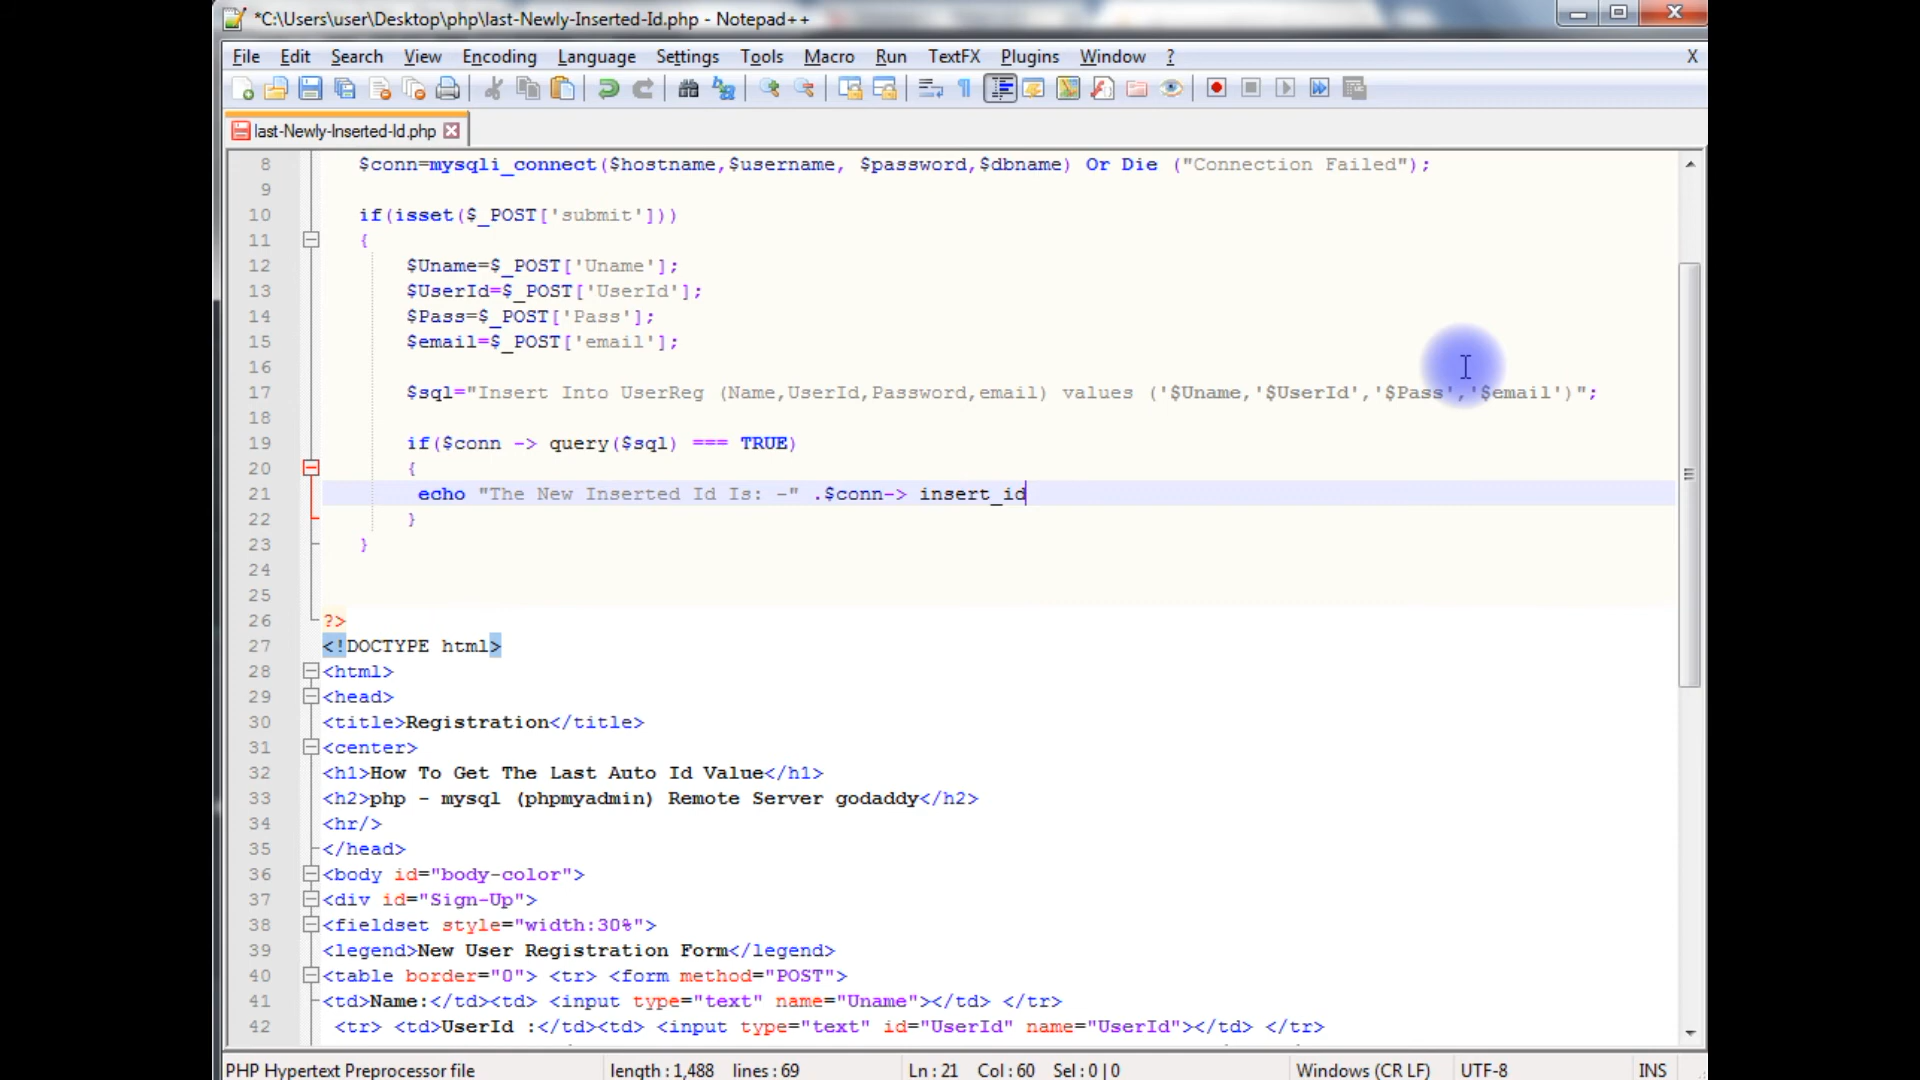 *C:\Users\user\Desktop\php\last-Newly-Inserted-Id.php - Notepad++
File Edit Search View Encoding Language Settings Tools Macro Run TextFX Plugins Window ? X
last-Newly-Inserted-Id.php
8 $conn=mysqli_connect($hostname,$username, $password,$dbname) Or Die ("Connection Failed");
9
10 if(isset($_POST['submit']))
11 {
12 $Uname=$_POST['Uname'];
13 $UserId=$_POST['UserId'];
14 $Pass=$_POST['Pass'];
15 $email=$_POST['email'];
16
17 $sql="Insert Into UserReg (Name,UserId,Password,email) values ('$Uname,'$UserId','$Pass','$email')";
18
19 if($conn -> query($sql) === TRUE)
20 {
21 echo "The New Inserted Id Is: -" .$conn-> insert_id
22 }
23 }
24
25
26 ?>
27 <!DOCTYPE html>
28 <html>
29 <head>
30 <title>Registration</title>
31 <center>
32 <h1>How To Get The Last Auto Id Value</h1>
33 <h2>php - mysql (phpmyadmin) Remote Server godaddy</h2>
34 <hr/>
35 </head>
36 <body id="body-color">
37 <div id="Sign-Up">
38 <fieldset style="width:30%">
39 <legend>New User Registration Form</legend>
40 <table border="0"> <tr> <form method="POST">
41 <td>Name:</td><td> <input type="text" name="Uname"></td> </tr>
42 <tr> <td>UserId :</td><td> <input type="text" id="UserId" name="UserId"></td> </tr>
PHP Hypertext Preprocessor file length : 1,488 lines : 69 Ln : 21 Col : 60 Sel : 0 | 0 Windows (CR LF) UTF-8 INS